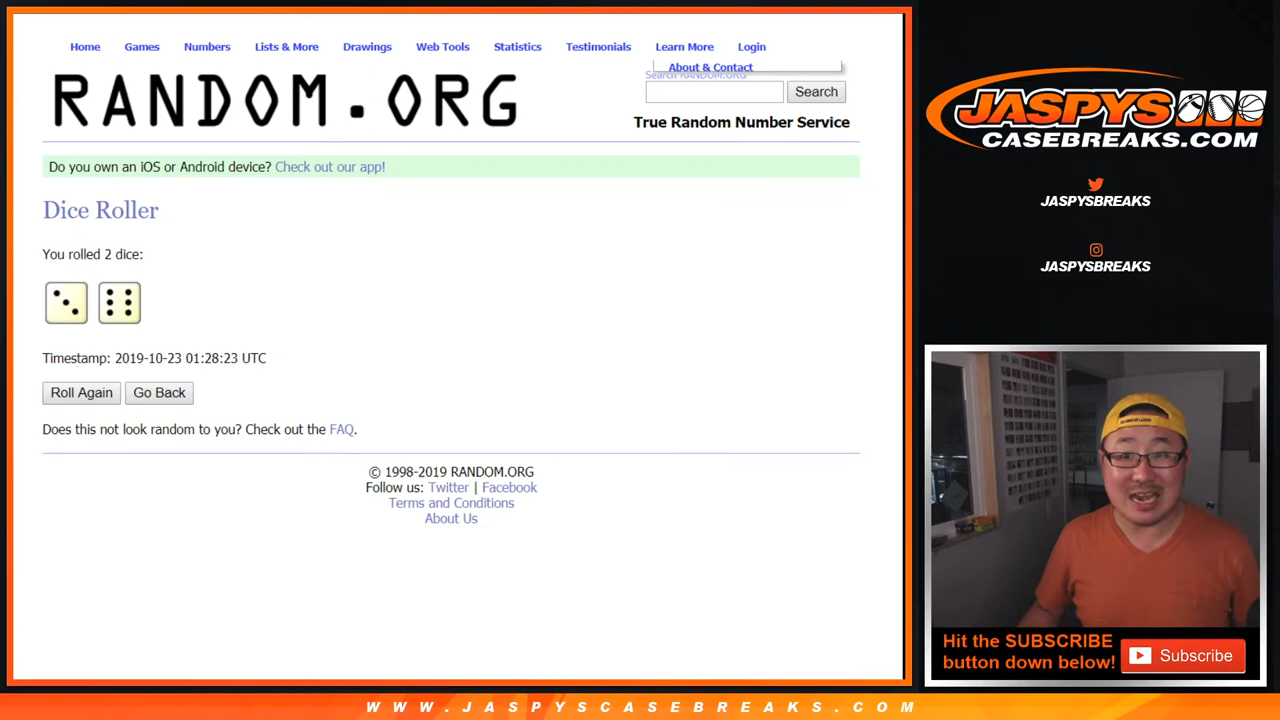 Home Games Numbers Lists & More Drawings Web Tools Statistics Testimonials Learn More Login
About & Contact
Search RANDOM.ORG
RANDOM.ORG
Search
True Random Number Service
Do you own an iOS or Android device? Check out our app!
Dice Roller
You rolled 2 dice:
Timestamp: 2019-10-23 01:28:23 UTC
Roll Again Go Back
Does this not look random to you? Check out the FAQ.
© 1998-2019 RANDOM.ORG
Follow us: Twitter | Facebook
Terms and Conditions
About Us
JASPYS
CASEBREAKS.COM
JASPYSBREAKS
JASPYSBREAKS
Hit the SUBSCRIBE
button down below!
Subscribe
WWW.JASPYSCASEBREAKS.COM